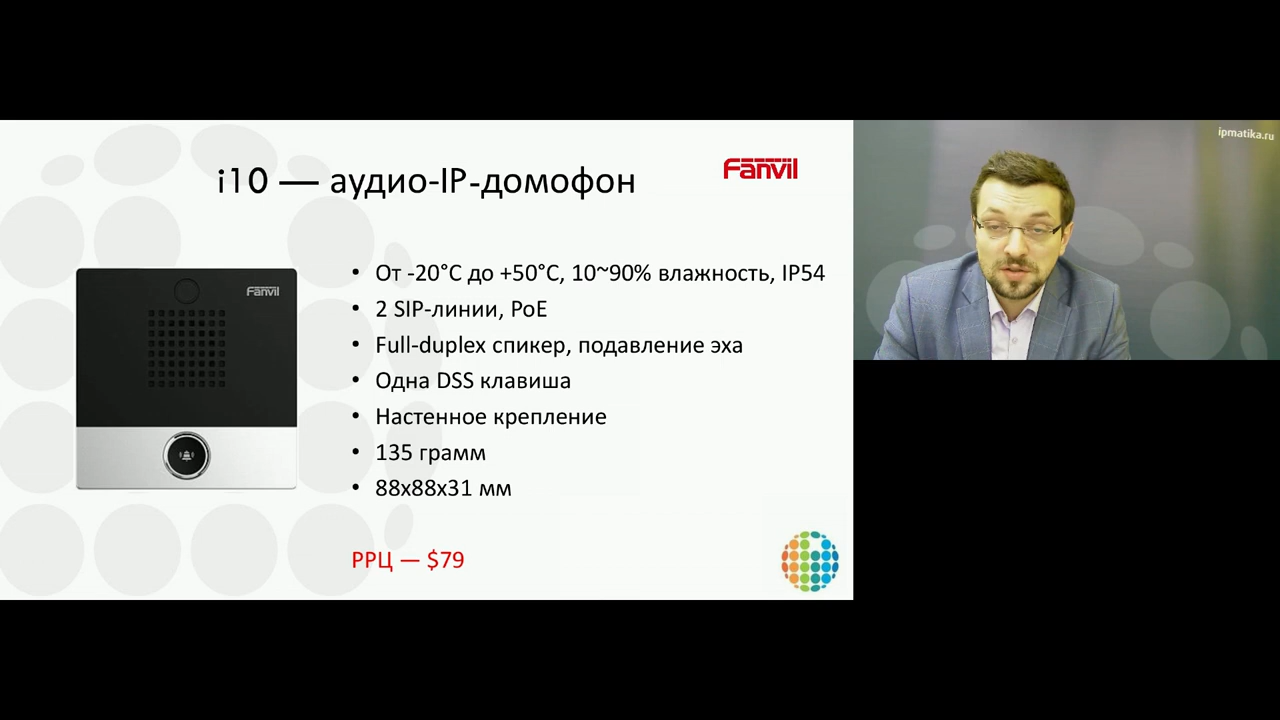 i10 — аудио-IP-домофон
Fanvil
ipmatika.ru
Fanvil
• От -20°C до +50°C, 10~90% влажность, IP54
• 2 SIP-линии, PoE
• Full-duplex спикер, подавление эха
• Одна DSS клавиша
• Настенное крепление
• 135 грамм
• 88x88x31 мм
РРЦ — $79